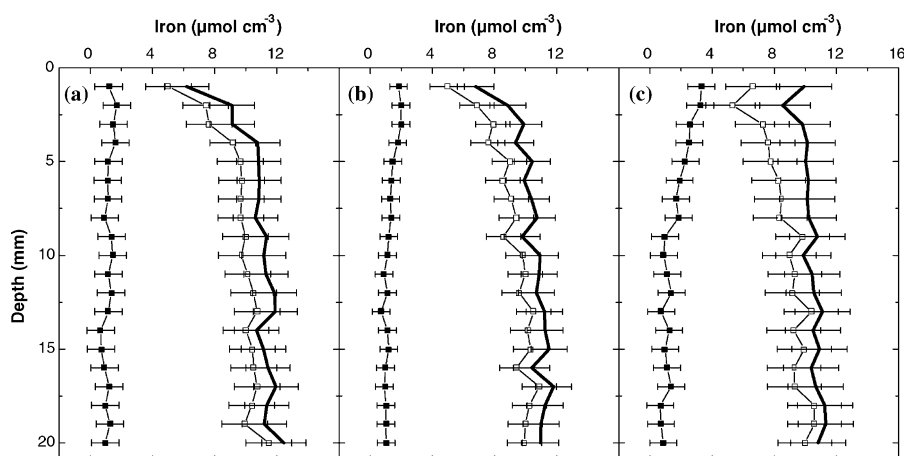 Iron (µmol cm⁻³) Iron (µmol cm⁻³) Iron (µmol cm⁻³)
0 4 8 12 0 4 8 12 0 4 8 12 16
0
(a) (b) (c)
5
10
15
20
Depth (mm)